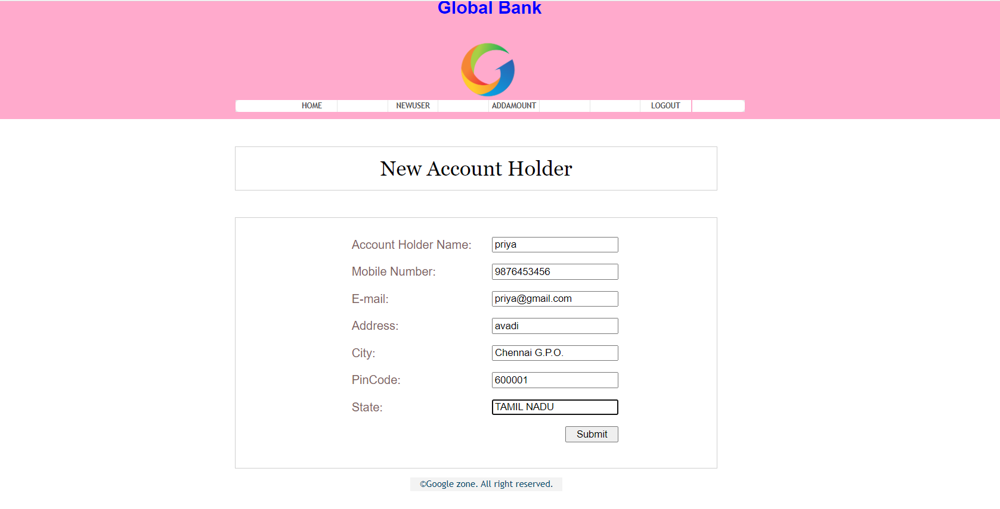 Global Bank
HOME NEWUSER ADDAMOUNT LOGOUT
New Account Holder
Account Holder Name: priya
Mobile Number: 9876453456
E-mail: priya@gmail.com
Address: avadi
City: Chennai G.P.O.
PinCode: 600001
State: TAMIL NADU
Submit
©Google zone. All right reserved.